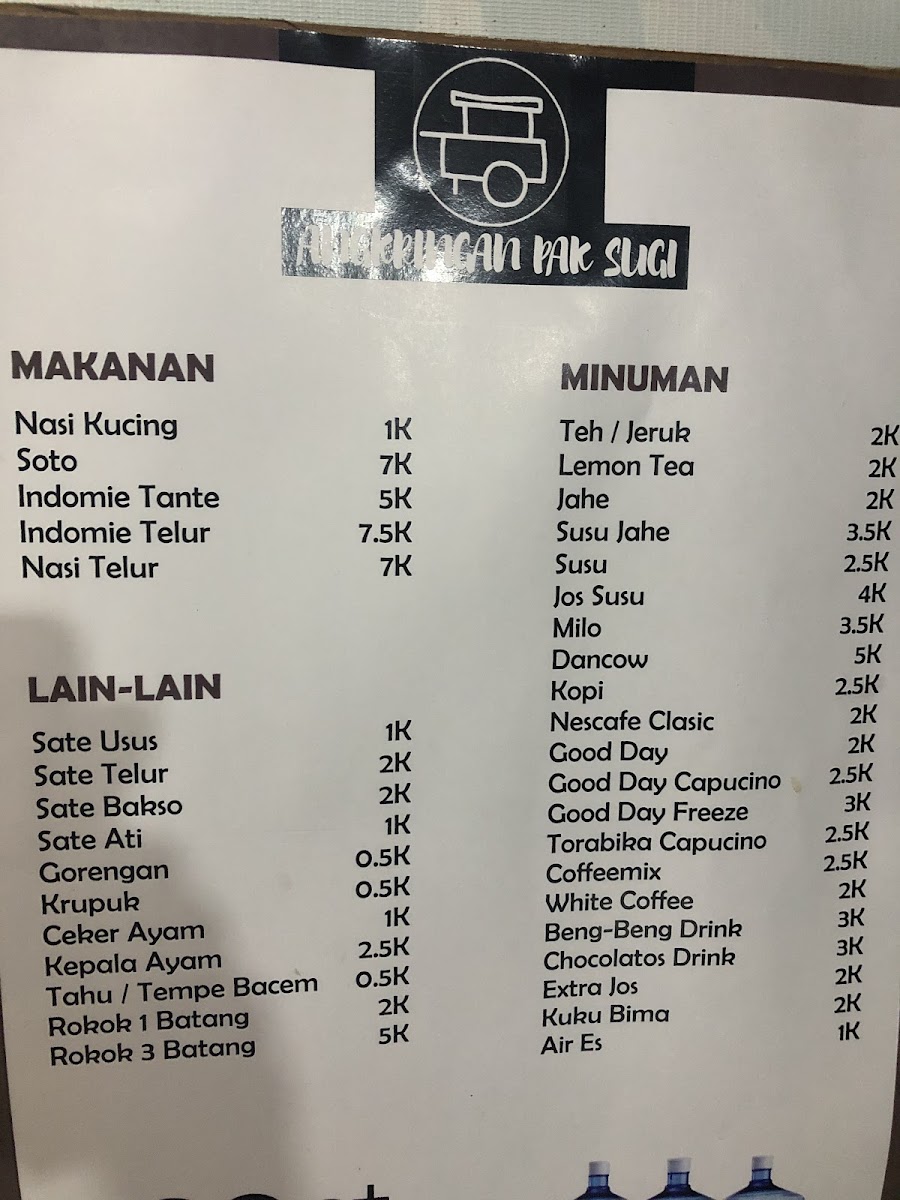 ANGKRINGAN PAK SUGI
MAKANAN
Nasi Kucing 1K
Soto 7K
Indomie Tante 5K
Indomie Telur 7.5K
Nasi Telur 7K
LAIN-LAIN
Sate Usus 1K
Sate Telur 2K
Sate Bakso 2K
Sate Ati 1K
Gorengan 0.5K
Krupuk 0.5K
Ceker Ayam 1K
Kepala Ayam 2.5K
Tahu / Tempe Bacem 0.5K
Rokok 1 Batang 2K
Rokok 3 Batang 5K
MINUMAN
Teh / Jeruk 2K
Lemon Tea 2K
Jahe 2K
Susu Jahe 3.5K
Susu 2.5K
Jos Susu 4K
Milo 3.5K
Dancow 5K
Kopi 2.5K
Nescafe Clasic 2K
Good Day 2K
Good Day Capucino 2.5K
Good Day Freeze 3K
Torabika Capucino 2.5K
Coffeemix 2.5K
White Coffee 2K
Beng-Beng Drink 3K
Chocolatos Drink 3K
Extra Jos 2K
Kuku Bima 2K
Air Es 1K